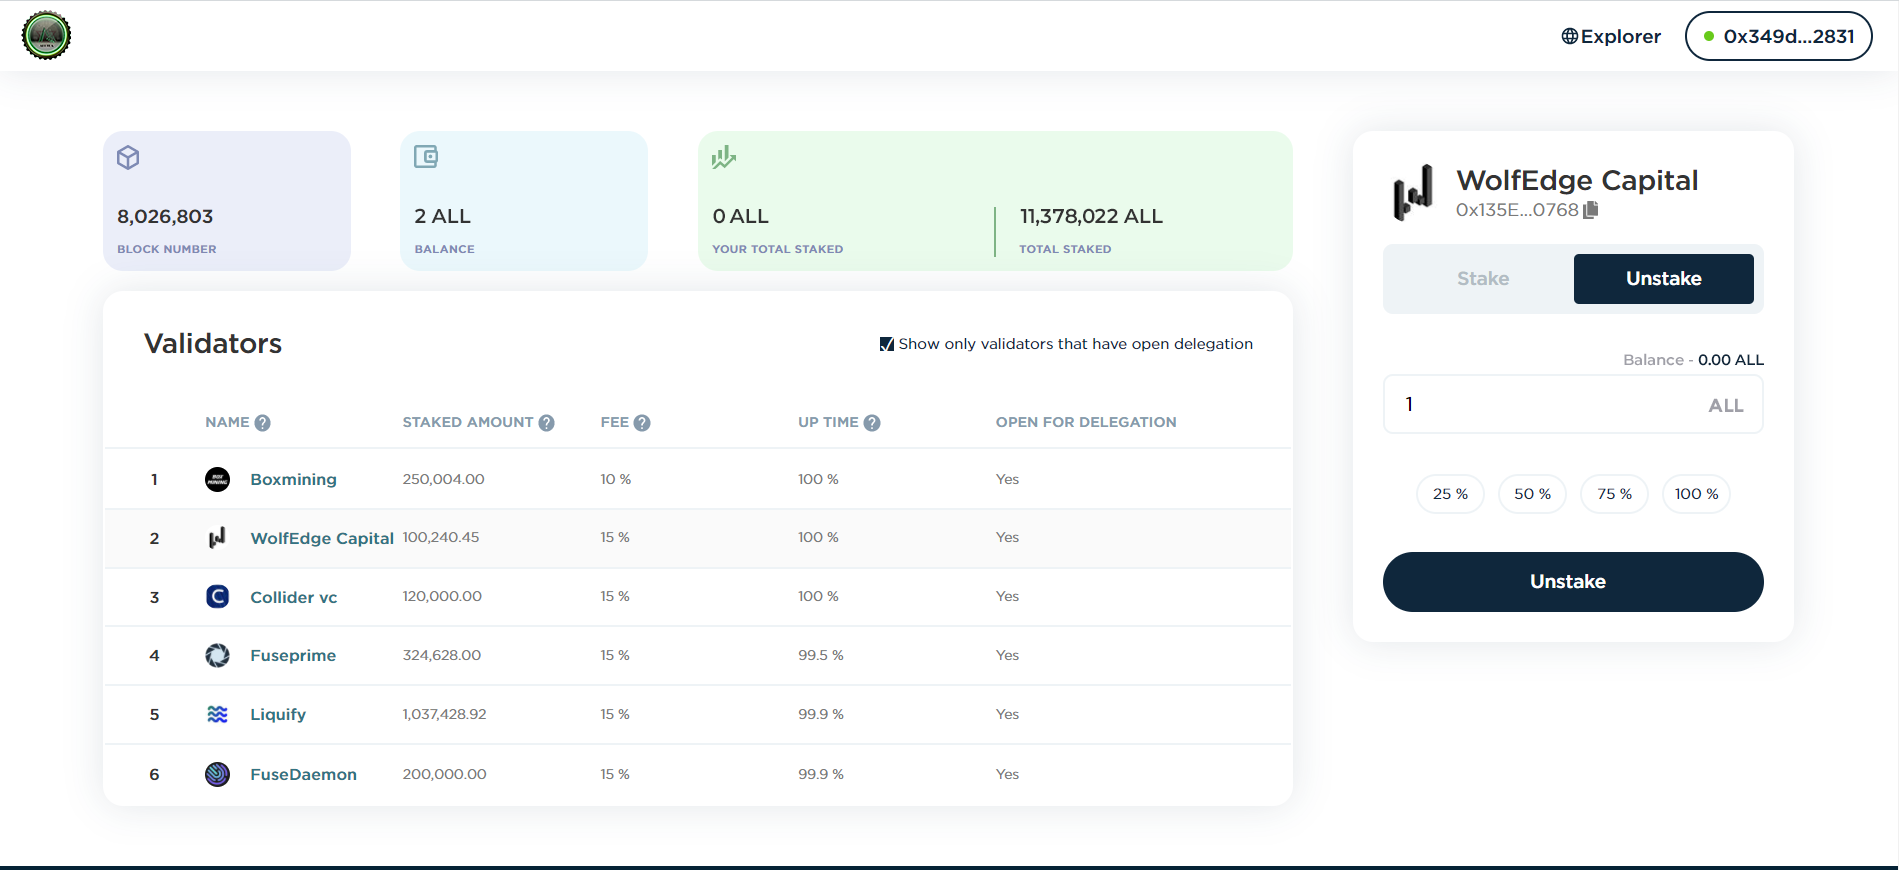 Explorer
0x349d...2831
8,026,803
BLOCK NUMBER
2 ALL
BALANCE
0 ALL
YOUR TOTAL STAKED
11,378,022 ALL
TOTAL STAKED
Validators
Show only validators that have open delegation
NAME ? STAKED AMOUNT ? FEE ? UP TIME ? OPEN FOR DELEGATION
1 BOX MINING Boxmining 250,004.00 10 % 100 % Yes
2 WolfEdge Capital 100,240.45 15 % 100 % Yes
3 C Collider vc 120,000.00 15 % 100 % Yes
4 Fuseprime 324,628.00 15 % 99.5 % Yes
5 Liquify 1,037,428.92 15 % 99.9 % Yes
6 FuseDaemon 200,000.00 15 % 99.9 % Yes
WolfEdge Capital
0x135E...0768
Stake
Unstake
Balance - 0.00 ALL
1 ALL
25 % 50 % 75 % 100 %
Unstake